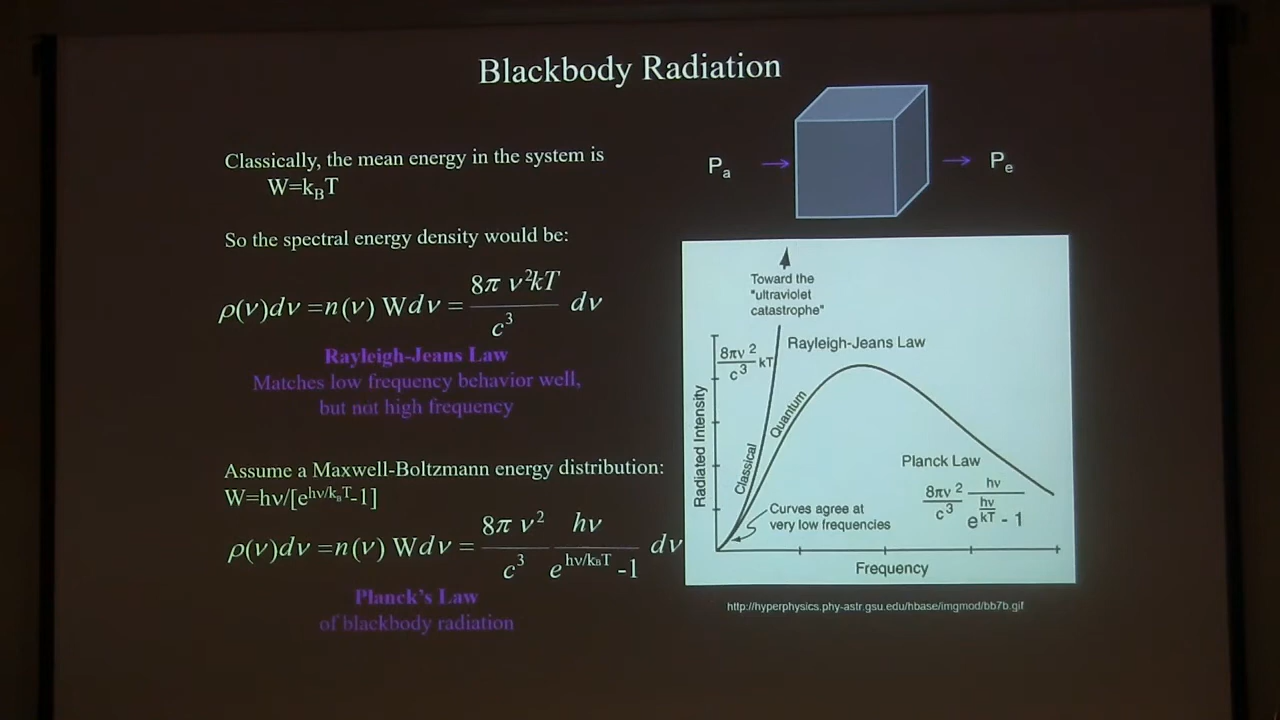 Blackbody Radiation
Classically, the mean energy in the system is
W=k_BT
P_a
P_e
So the spectral energy density would be:
ρ(ν)dν =n(ν) Wdν = 8π ν²kT / c³ dν
Rayleigh-Jeans Law
Matches low frequency behavior well,
but not high frequency
Assume a Maxwell-Boltzmann energy distribution:
W=hν/[e^{hν/k_BT}-1]
ρ(ν)dν =n(ν) Wdν = 8π ν² / c³ hν / e^{hν/k_BT} -1 dν
Planck's Law
of blackbody radiation
Toward the
"ultraviolet
catastrophe"
Rayleigh-Jeans Law
8πν² / c³ kT
Radiated Intensity
Classical
Quantum
Planck Law
8πν² / c³ hν / e^{hν/kT} - 1
Curves agree at
very low frequencies
Frequency
http://hyperphysics.phy-astr.gsu.edu/hbase/imgmod/bb7b.gif